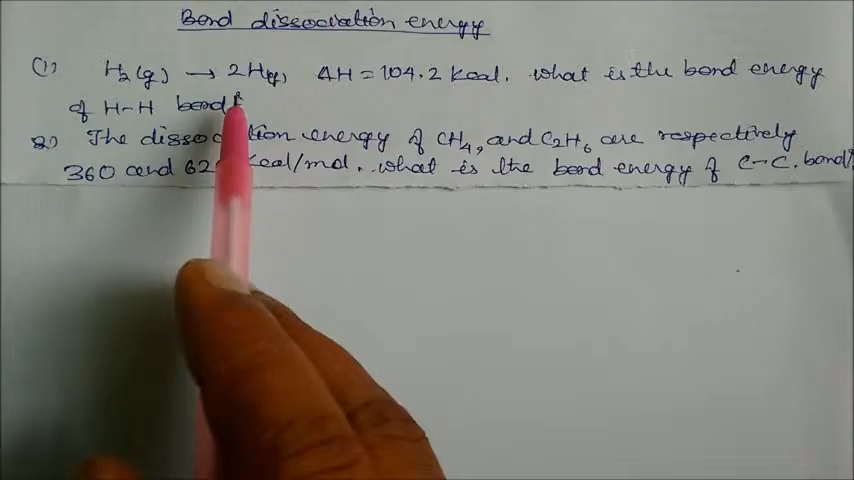 Bond dissociation energy
(1) H2(g) → 2H(g), ΔH = 104.2 Kcal. what is the bond energy
of H-H bond?
2) The dissociation energy of CH4, and C2H6 are respectively
360 and 62 Kcal/mol. what is the bond energy of C-C. bond?